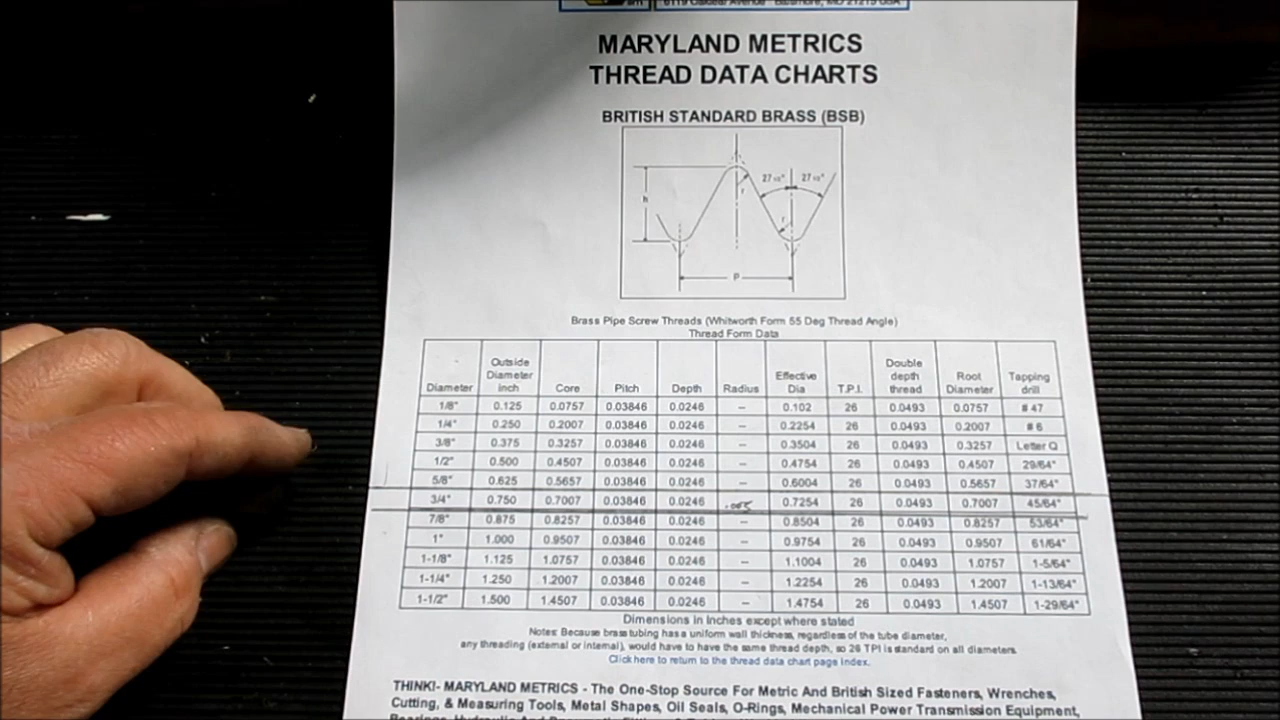 6119 Oakleaf Avenue Baltimore, MD 21215 USA
MARYLAND METRICS
THREAD DATA CHARTS
BRITISH STANDARD BRASS (BSB)
27 1/2° 27 1/2°
h r r
p
Brass Pipe Screw Threads (Whitworth Form 55 Deg Thread Angle)
Thread Form Data
Diameter Outside Diameter inch Core Pitch Depth Radius Effective Dia T.P.I. Double depth thread Root Diameter Tapping drill
1/8" 0.125 0.0757 0.03846 0.0246 -- 0.102 26 0.0493 0.0757 # 47
1/4" 0.250 0.2007 0.03846 0.0246 -- 0.2254 26 0.0493 0.2007 # 6
3/8" 0.375 0.3257 0.03846 0.0246 -- 0.3504 26 0.0493 0.3257 Letter Q
1/2" 0.500 0.4507 0.03846 0.0246 -- 0.4754 26 0.0493 0.4507 29/64"
5/8" 0.625 0.5657 0.03846 0.0246 -- 0.6004 26 0.0493 0.5657 37/64"
3/4" 0.750 0.7007 0.03846 0.0246 .005 0.7254 26 0.0493 0.7007 45/64"
7/8" 0.875 0.8257 0.03846 0.0246 -- 0.8504 26 0.0493 0.8257 53/64"
1" 1.000 0.9507 0.03846 0.0246 -- 0.9754 26 0.0493 0.9507 61/64"
1-1/8" 1.125 1.0757 0.03846 0.0246 -- 1.1004 26 0.0493 1.0757 1-5/64"
1-1/4" 1.250 1.2007 0.03846 0.0246 -- 1.2254 26 0.0493 1.2007 1-13/64"
1-1/2" 1.500 1.4507 0.03846 0.0246 -- 1.4754 26 0.0493 1.4507 1-29/64"
Dimensions in Inches except where stated
Notes: Because brass tubing has a uniform wall thickness, regardless of the tube diameter,
any threading (external or internal), would have to have the same thread depth, so 26 TPI is standard on all diameters.
Click here to return to the thread data chart page index.
THINK!- MARYLAND METRICS - The One-Stop Source For Metric And British Sized Fasteners, Wrenches,
Cutting, & Measuring Tools, Metal Shapes, Oil Seals, O-Rings, Mechanical Power Transmission Equipment,